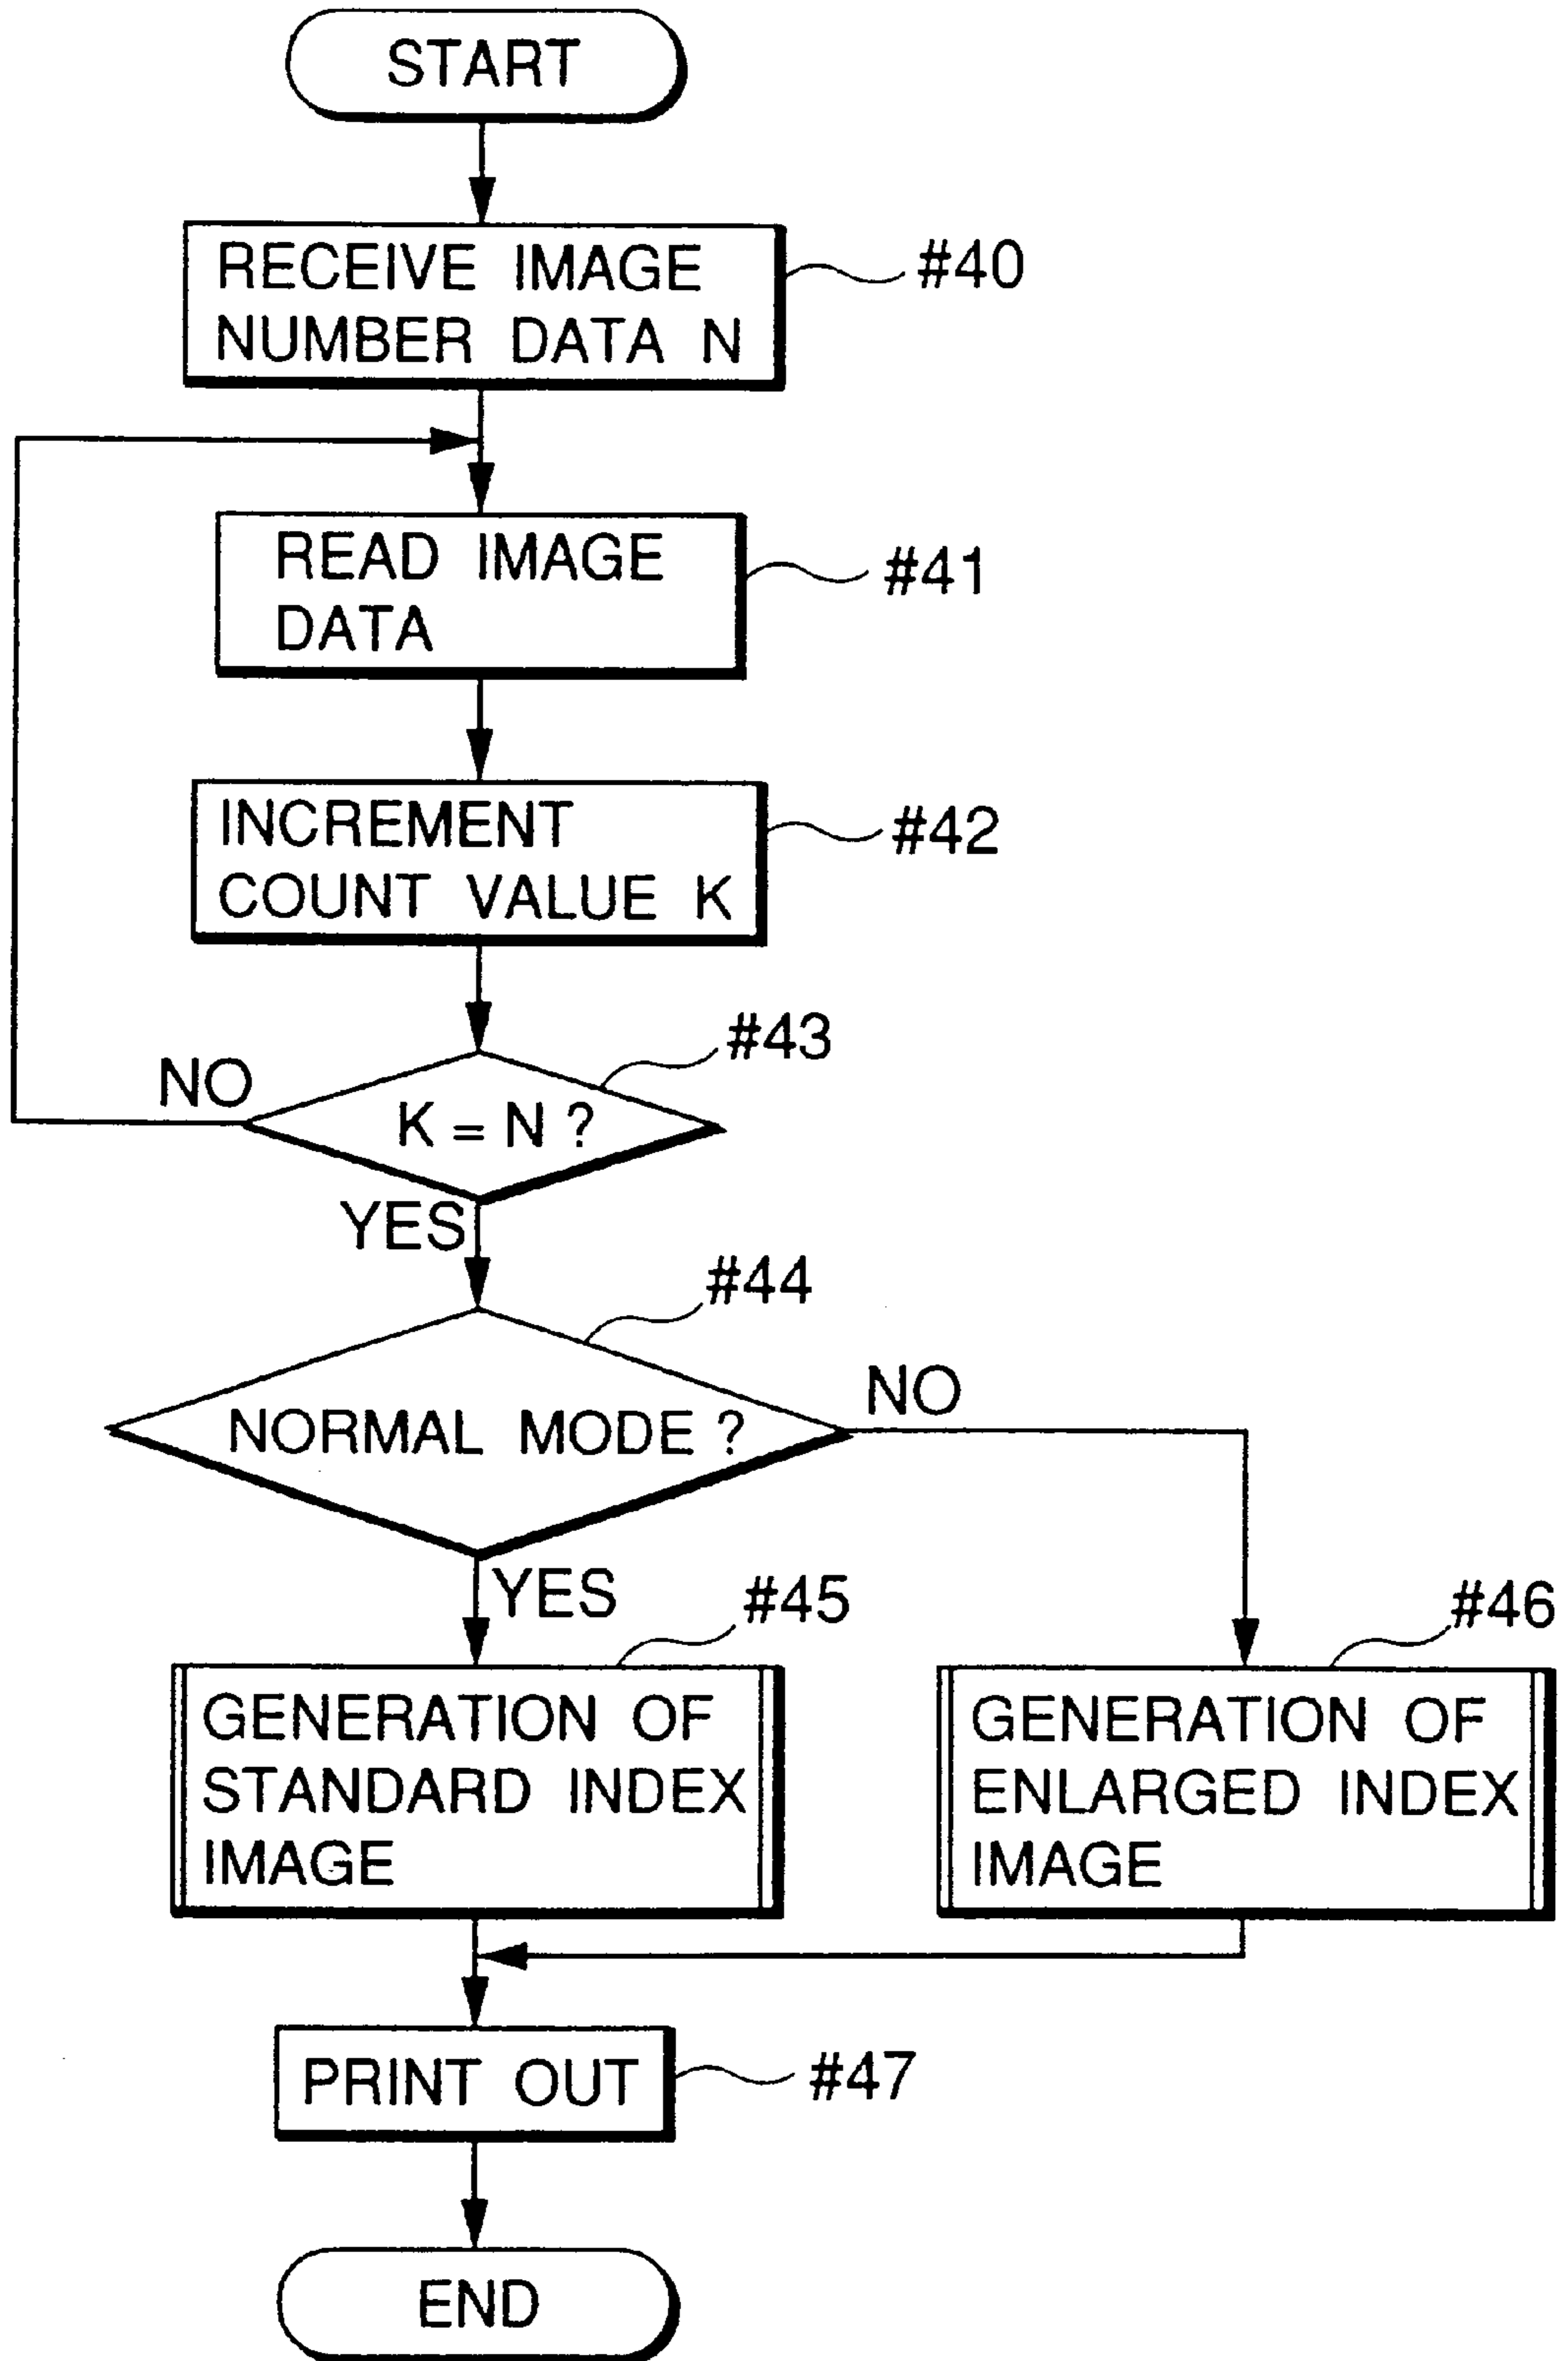 START
RECEIVE IMAGE
NUMBER DATA N
#40
READ IMAGE
DATA
#41
INCREMENT
COUNT VALUE K
#42
#43
NO
K = N ?
YES
#44
NORMAL MODE ?
NO
YES
#45
#46
GENERATION OF
STANDARD INDEX
IMAGE
GENERATION OF
ENLARGED INDEX
IMAGE
PRINT OUT
#47
END